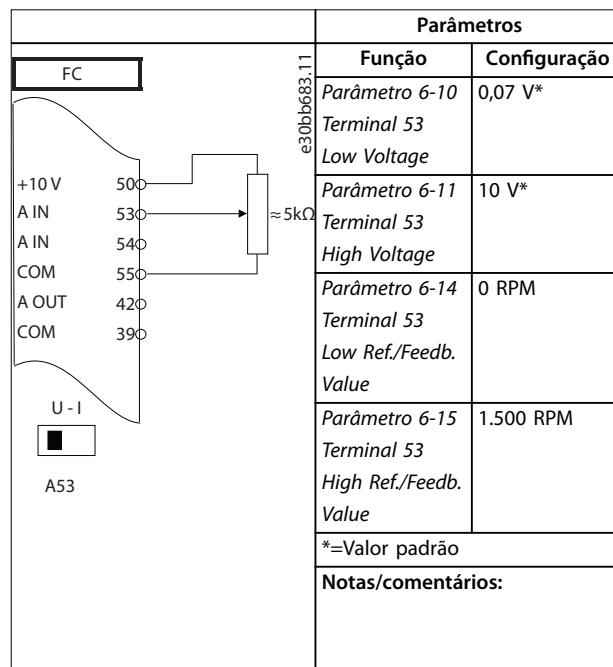 Parâmetros
Função Configuração
FC
e30bb683.11
+10 V 50
A IN 53
A IN 54
COM 55
A OUT 42
COM 39
≈5kΩ
U - I
A53
Parâmetro 6-10 0,07 V*
Terminal 53
Low Voltage
Parâmetro 6-11 10 V*
Terminal 53
High Voltage
Parâmetro 6-14 0 RPM
Terminal 53
Low Ref./Feedb.
Value
Parâmetro 6-15 1.500 RPM
Terminal 53
High Ref./Feedb.
Value
*=Valor padrão
Notas/comentários: